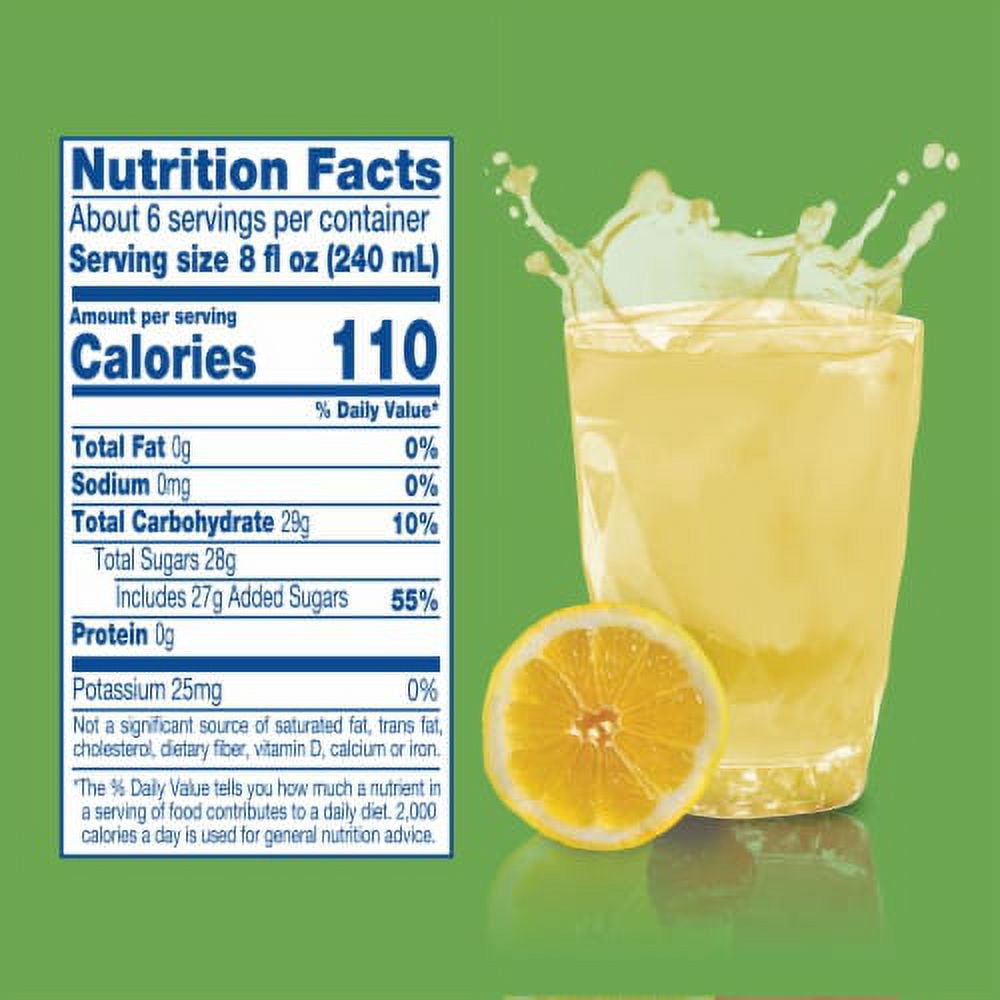 Nutrition Facts
About 6 servings per container
Serving size 8 fl oz (240 mL)
Amount per serving
Calories 110
% Daily Value*
Total Fat 0g 0%
Sodium 0mg 0%
Total Carbohydrate 29g 10%
Total Sugars 28g
Includes 27g Added Sugars 55%
Protein 0g
Potassium 25mg 0%
Not a significant source of saturated fat, trans fat,
cholesterol, dietary fiber, vitamin D, calcium or iron.
*The % Daily Value tells you how much a nutrient in
a serving of food contributes to a daily diet. 2,000
calories a day is used for general nutrition advice.